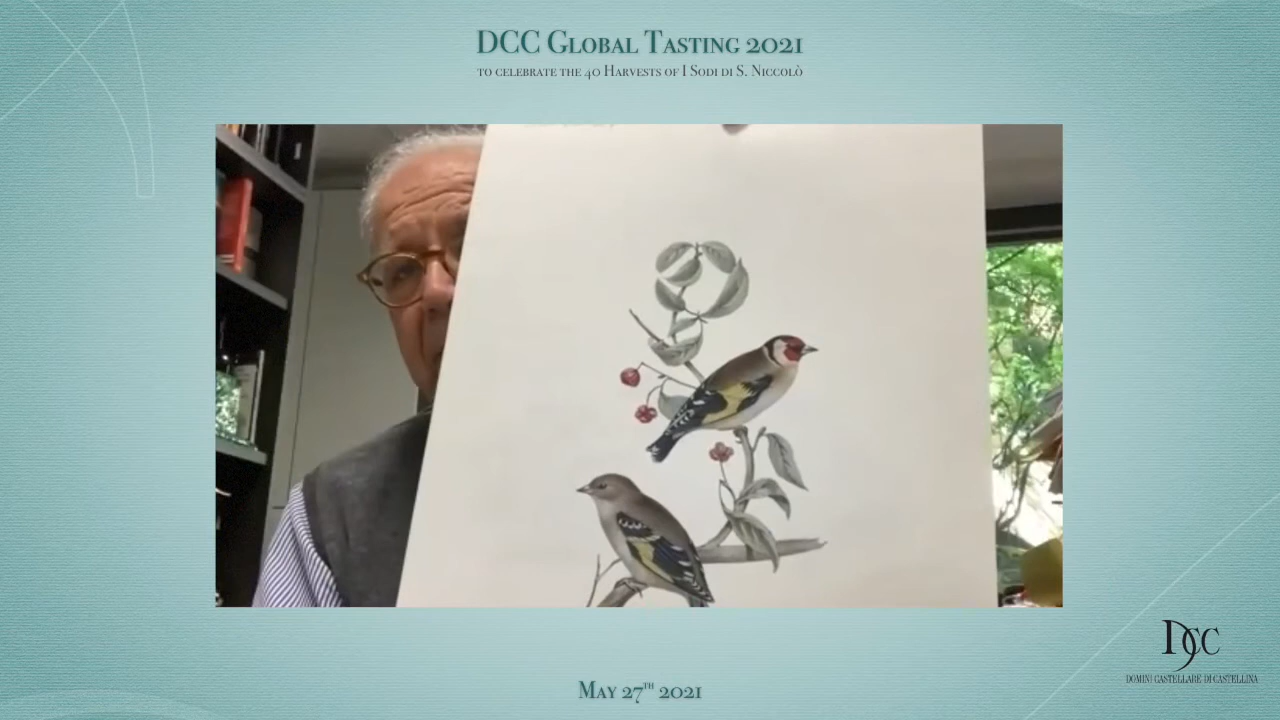 DCC Global Tasting 2021
to celebrate the 40 Harvests of I Sodi di S. Niccolò
May 27th 2021
DCC
DOMINI CASTELLARE DI CASTELLINA